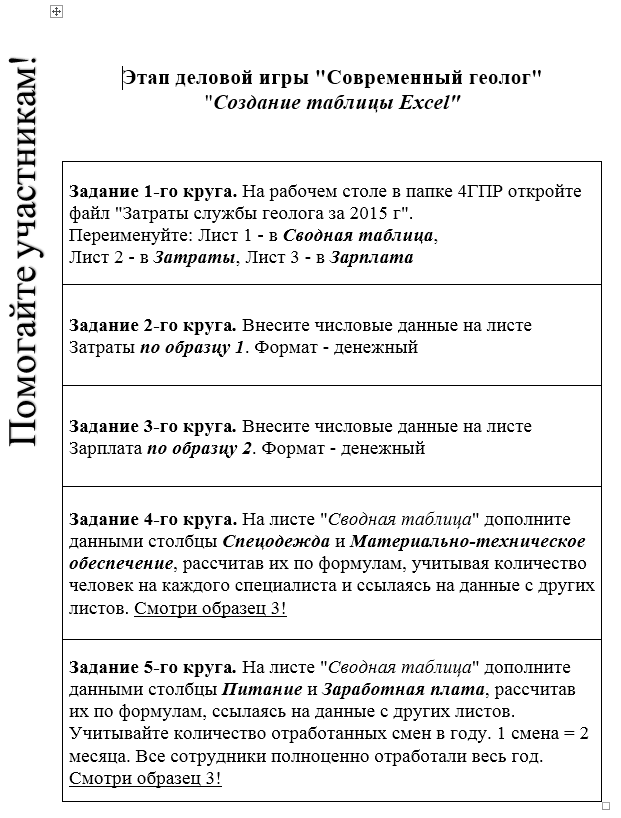 Помогайте участникам!
Этап деловой игры "Современный геолог"
"Создание таблицы Excel"
Задание 1-го круга. На рабочем столе в папке 4ГПР откройте
файл "Затраты службы геолога за 2015 г".
Переименуйте: Лист 1 - в Сводная таблица,
Лист 2 - в Затраты, Лист 3 - в Зарплата
Задание 2-го круга. Внесите числовые данные на листе
Затраты по образцу 1. Формат - денежный
Задание 3-го круга. Внесите числовые данные на листе
Зарплата по образцу 2. Формат - денежный
Задание 4-го круга. На листе "Сводная таблица" дополните
данными столбцы Спецодежда и Материально-техническое
обеспечение, рассчитав их по формулам, учитывая количество
человек на каждого специалиста и ссылаясь на данные с других
листов. Смотри образец 3!
Задание 5-го круга. На листе "Сводная таблица" дополните
данными столбцы Питание и Заработная плата, рассчитав
их по формулам, ссылаясь на данные с других листов.
Учитывайте количество отработанных смен в году. 1 смена = 2
месяца. Все сотрудники полноценно отработали весь год.
Смотри образец 3!